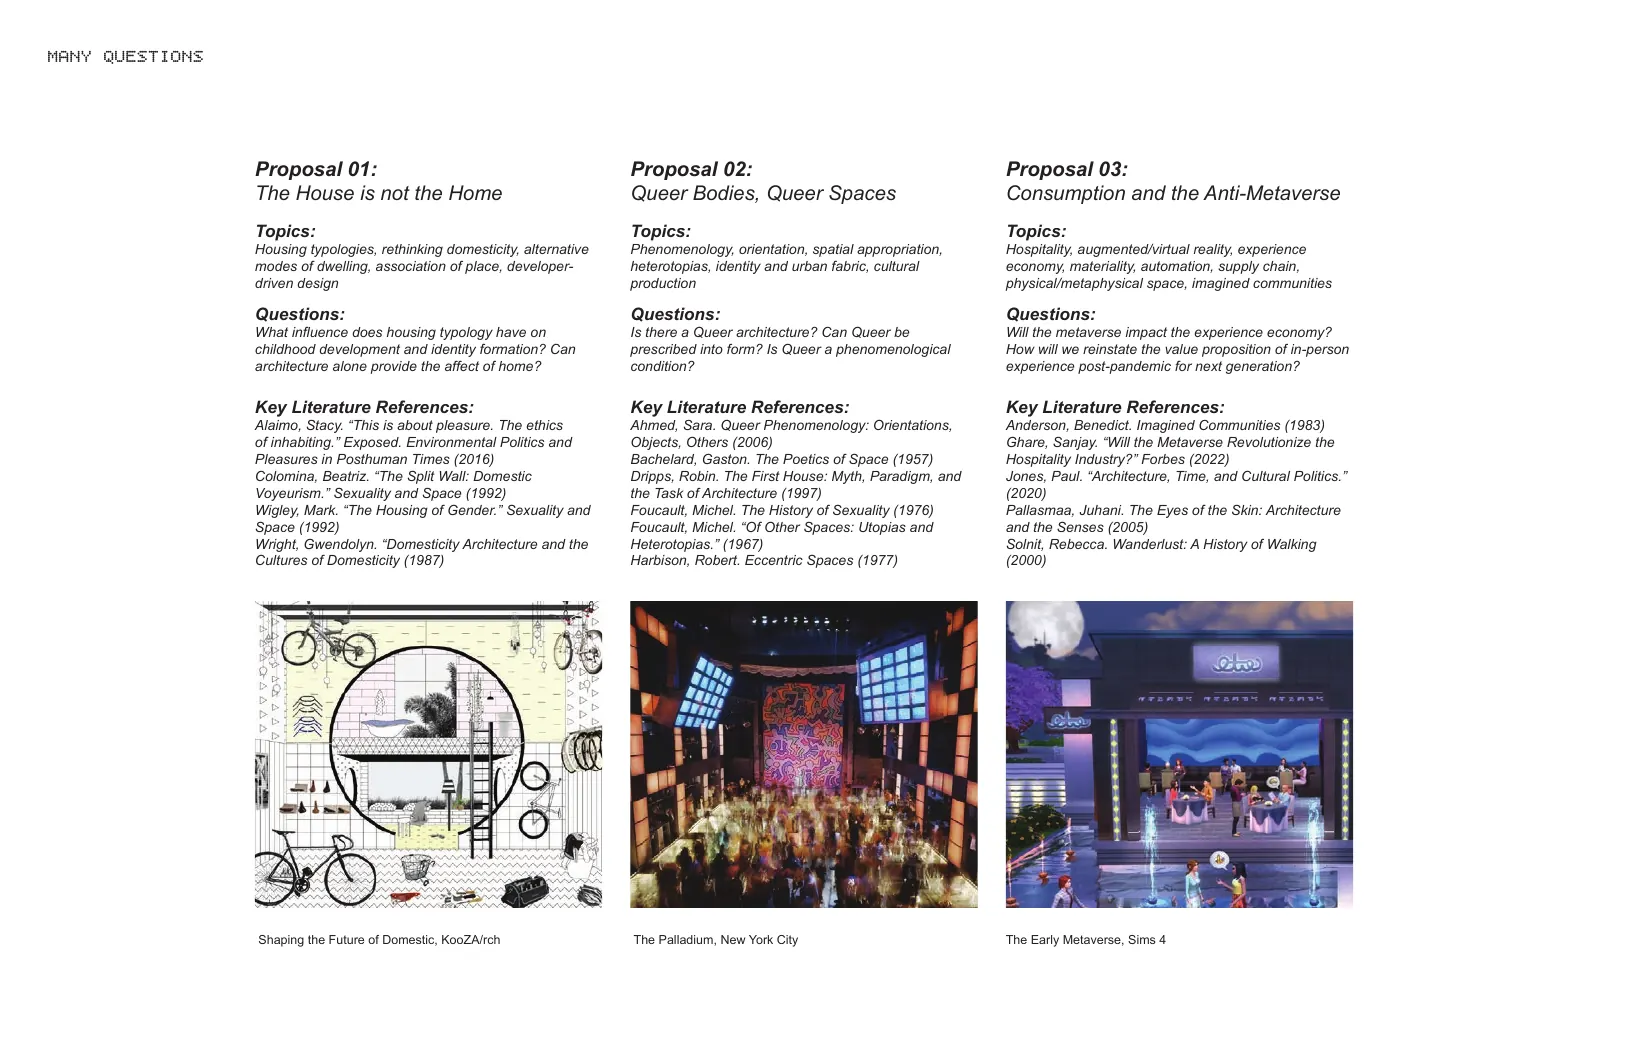 MANY QUESTIONS
Proposal 01:
The House is not the Home
Topics:
Housing typologies, rethinking domesticity, alternative
modes of dwelling, association of place, developer-
driven design
Questions:
What influence does housing typology have on
childhood development and identity formation? Can
architecture alone provide the affect of home?
Key Literature References:
Alaimo, Stacy. “This is about pleasure. The ethics
of inhabiting.” Exposed. Environmental Politics and
Pleasures in Posthuman Times (2016)
Colomina, Beatriz. “The Split Wall: Domestic
Voyeurism.” Sexuality and Space (1992)
Wigley, Mark. “The Housing of Gender.” Sexuality and
Space (1992)
Wright, Gwendolyn. “Domesticity Architecture and the
Cultures of Domesticity (1987)
Shaping the Future of Domestic, KooZA/rch
Proposal 02:
Queer Bodies, Queer Spaces
Topics:
Phenomenology, orientation, spatial appropriation,
heterotopias, identity and urban fabric, cultural
production
Questions:
Is there a Queer architecture? Can Queer be
prescribed into form? Is Queer a phenomenological
condition?
Key Literature References:
Ahmed, Sara. Queer Phenomenology: Orientations,
Objects, Others (2006)
Bachelard, Gaston. The Poetics of Space (1957)
Dripps, Robin. The First House: Myth, Paradigm, and
the Task of Architecture (1997)
Foucault, Michel. The History of Sexuality (1976)
Foucault, Michel. “Of Other Spaces: Utopias and
Heterotopias.” (1967)
Harbison, Robert. Eccentric Spaces (1977)
The Palladium, New York City
Proposal 03:
Consumption and the Anti-Metaverse
Topics:
Hospitality, augmented/virtual reality, experience
economy, materiality, automation, supply chain,
physical/metaphysical space, imagined communities
Questions:
Will the metaverse impact the experience economy?
How will we reinstate the value proposition of in-person
experience post-pandemic for next generation?
Key Literature References:
Anderson, Benedict. Imagined Communities (1983)
Ghare, Sanjay. “Will the Metaverse Revolutionize the
Hospitality Industry?” Forbes (2022)
Jones, Paul. “Architecture, Time, and Cultural Politics.”
(2020)
Pallasmaa, Juhani. The Eyes of the Skin: Architecture
and the Senses (2005)
Solnit, Rebecca. Wanderlust: A History of Walking
(2000)
The Early Metaverse, Sims 4